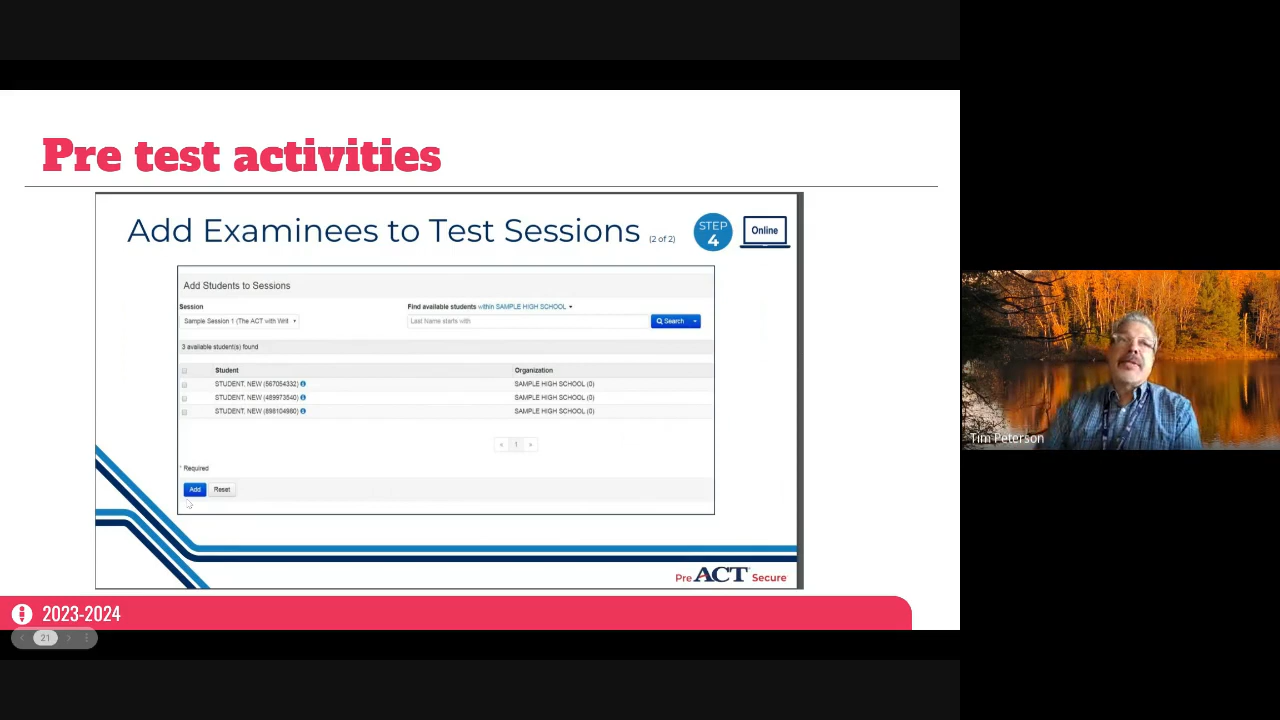 Pre test activities
Add Examinees to Test Sessions (2 of 2)
STEP
4
Online
Add Students to Sessions
Session
Find available students within SAMPLE HIGH SCHOOL
Sample Session 1 (The ACT with Writ
Last Name starts with
Search
3 available student(s) found
Student
Organization
STUDENT, NEW (567054332)
SAMPLE HIGH SCHOOL (0)
STUDENT, NEW (489973540)
SAMPLE HIGH SCHOOL (0)
STUDENT, NEW (898104980)
SAMPLE HIGH SCHOOL (0)
« 1 »
* Required
Add
Reset
PreACT Secure
2023-2024
21
Tim Peterson